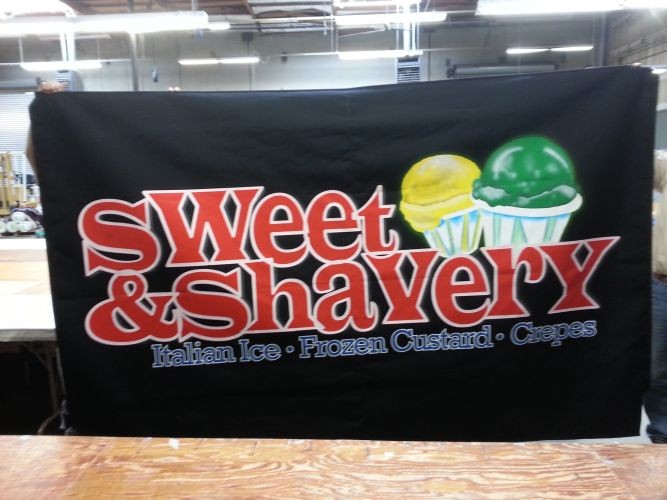 Sweet
& Shavery
Italian Ice · Frozen Custard · Crepes